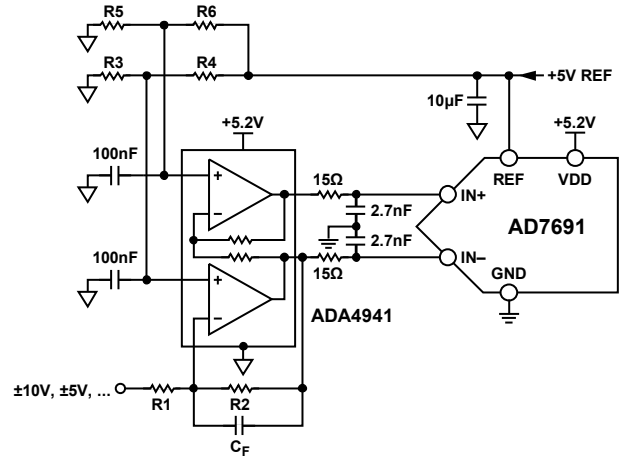 R5
R6
R3
R4
+5V REF
10µF
+5.2V
+5.2V
100nF
15Ω
REF
VDD
+
IN+
−
2.7nF
AD7691
2.7nF
100nF
15Ω
IN−
+
GND
−
ADA4941
±10V, ±5V, ...
R1
R2
CF